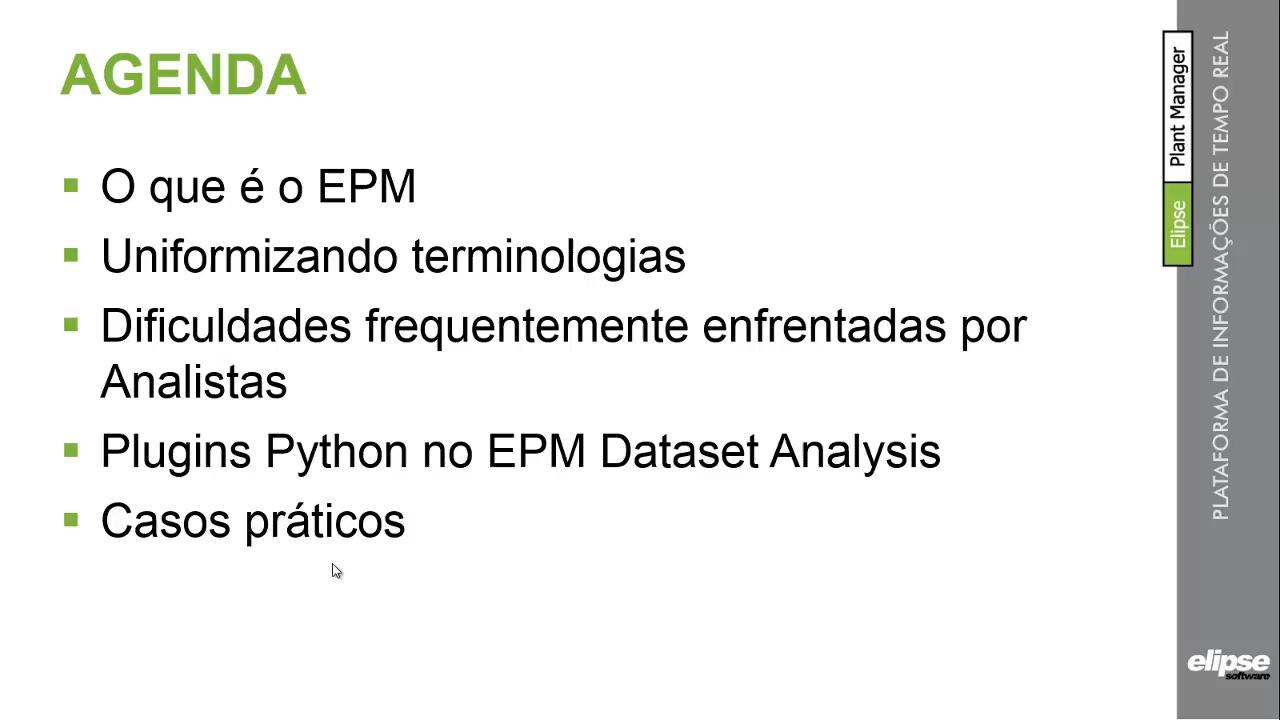 AGENDA
▪ O que é o EPM
▪ Uniformizando terminologias
▪ Dificuldades frequentemente enfrentadas por
Analistas
▪ Plugins Python no EPM Dataset Analysis
▪ Casos práticos
Elipse Plant Manager
PLATAFORMA DE INFORMAÇÕES DE TEMPO REAL
elipse
software